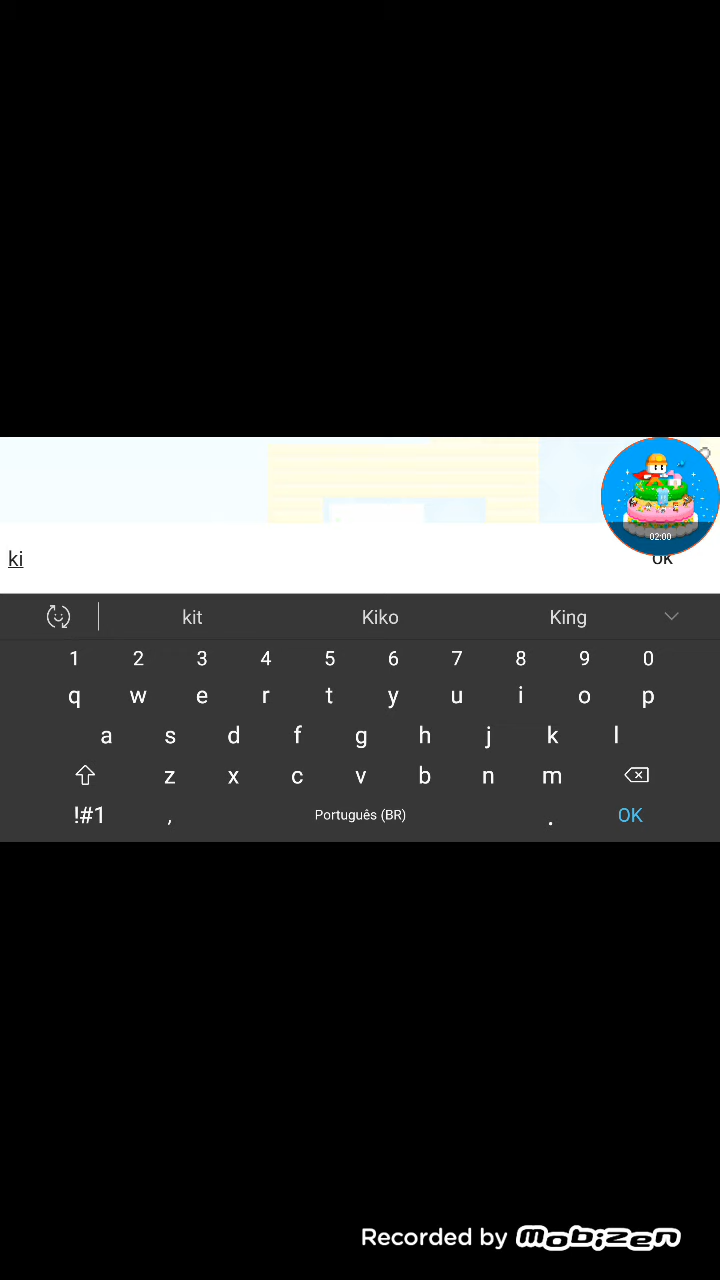 02:00
ki
OK
kit Kiko King
1 2 3 4 5 6 7 8 9 0
q w e r t y u i o p
a s d f g h j k l
z x c v b n m
!#1 , Português (BR) . OK
Recorded by mobizen